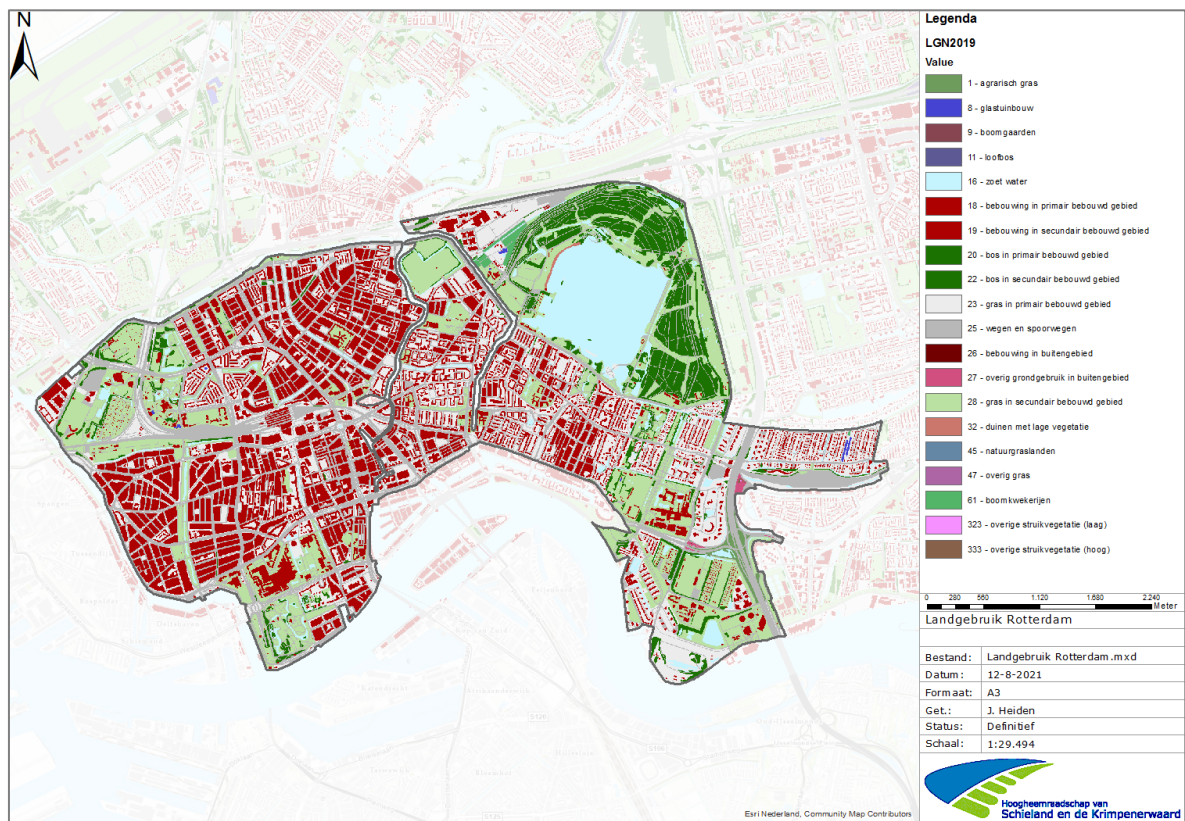 N
Legenda
LGN2019
Value
1 - agrarisch gras
8 - glastuinbouw
9 - boomgaarden
11 - loofbos
16 - zoet water
18 - bebouwing in primair bebouwd gebied
19 - bebouwing in secundair bebouwd gebied
20 - bos in primair bebouwd gebied
22 - bos in secundair bebouwd gebied
23 - gras in primair bebouwd gebied
25 - wegen en spoorwegen
26 - bebouwing in buitengebied
27 - overig grondgebruik in buitengebied
28 - gras in secundair bebouwd gebied
32 - duinen met lage vegetatie
45 - natuurgraslanden
47 - overig gras
61 - boomkwekerijen
323 - overige struikvegetatie (laag)
333 - overige struikvegetatie (hoog)
0 280 560 1.120 1.680 2.240
Meter
Landgebruik Rotterdam
Bestand: Landgebruik Rotterdam.mxd
Datum: 12-8-2021
Formaat: A3
Get.: J. Heiden
Status: Definitief
Schaal: 1:29.494
Hoogheemraadschap van
Schieland en de Krimpenerwaard
Esri Nederland, Community Map Contributors